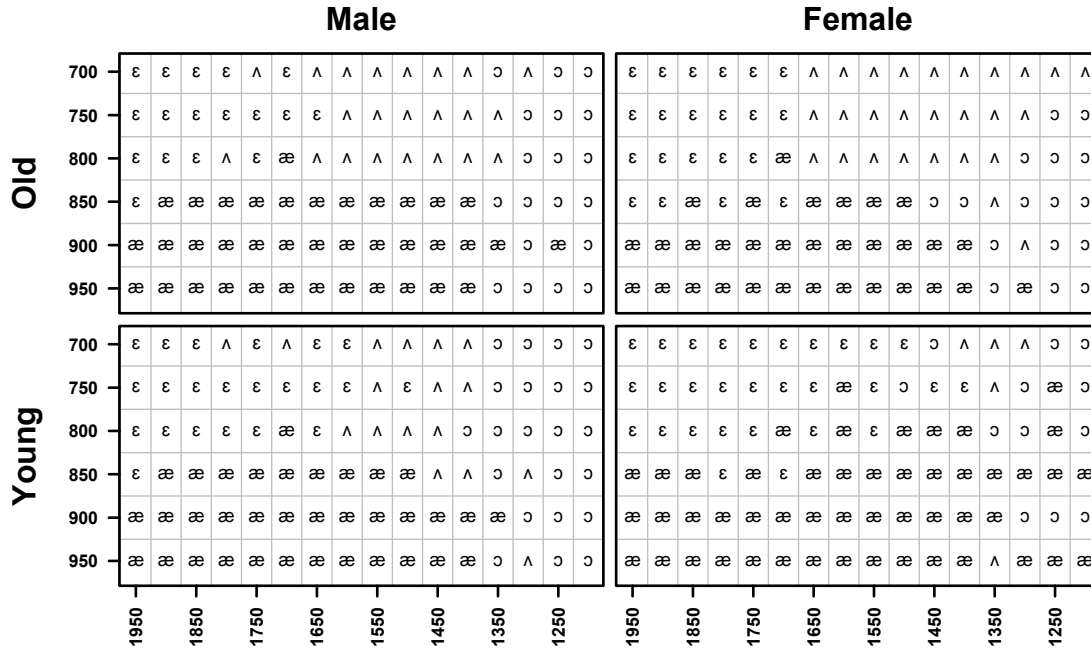 Male Female
Old
700 ɛ ɛ ɛ ɛ ʌ ɛ ʌ ʌ ʌ ʌ ʌ ʌ ɔ ʌ ɔ ɔ ɛ ɛ ɛ ɛ ɛ ɛ ʌ ʌ ʌ ʌ ʌ ʌ ʌ ʌ ʌ ʌ
750 ɛ ɛ ɛ ɛ ɛ ɛ ɛ ʌ ʌ ʌ ʌ ʌ ʌ ɔ ɔ ɔ ɛ ɛ ɛ ɛ ɛ ɛ ʌ ʌ ʌ ʌ ʌ ʌ ʌ ʌ ɔ ɔ
800 ɛ ɛ ɛ ʌ ɛ æ ʌ ʌ ʌ ʌ ʌ ʌ ʌ ɔ ɔ ɔ ɛ ɛ ɛ ɛ ɛ æ ʌ ʌ ʌ ʌ ʌ ʌ ʌ ɔ ɔ ɔ
850 ɛ æ æ æ æ æ æ æ æ æ æ æ ɔ ɔ ɔ ɔ ɛ ɛ æ ɛ æ ɛ æ æ æ æ ɔ ɔ ʌ ɔ ɔ ɔ
900 æ æ æ æ æ æ æ æ æ æ æ æ æ ɔ æ ɔ æ æ æ æ æ æ æ æ æ æ æ æ ɔ ʌ ɔ ɔ
950 æ æ æ æ æ æ æ æ æ æ æ æ ɔ ɔ ɔ ɔ æ æ æ æ æ æ æ æ æ æ æ æ ɔ æ ɔ ɔ
Young
700 ɛ ɛ ɛ ʌ ɛ ʌ ɛ ɛ ʌ ʌ ʌ ʌ ɔ ɔ ɔ ɔ ɛ ɛ ɛ ɛ ɛ ɛ ɛ ɛ ɛ ɛ ɔ ʌ ʌ ʌ ɔ ɔ
750 ɛ ɛ ɛ ɛ ɛ ɛ ɛ ɛ ʌ ɛ ʌ ʌ ɔ ɔ ɔ ɔ ɛ ɛ ɛ ɛ ɛ ɛ ɛ æ ɛ ɔ ɛ ɛ ʌ ɔ æ ɔ
800 ɛ ɛ ɛ ɛ ɛ æ ɛ ʌ ʌ ʌ ʌ ɔ ɔ ɔ ɔ ɔ ɛ ɛ ɛ ɛ ɛ æ ɛ æ ɛ æ æ æ ɔ ɔ æ ɔ
850 ɛ æ æ æ æ æ æ æ æ æ ʌ ʌ ɔ ʌ ɔ ɔ æ æ æ ɛ æ ɛ æ æ æ æ æ æ æ æ æ æ
900 æ æ æ æ æ æ æ æ æ æ æ æ æ ɔ ɔ ɔ æ æ æ æ æ æ æ æ æ æ æ æ æ ɔ ɔ ɔ
950 æ æ æ æ æ æ æ æ æ æ æ æ ɔ ʌ ɔ ɔ æ æ æ æ æ æ æ æ æ æ æ æ ʌ æ æ æ
1950 1850 1750 1650 1550 1450 1350 1250 1950 1850 1750 1650 1550 1450 1350 1250